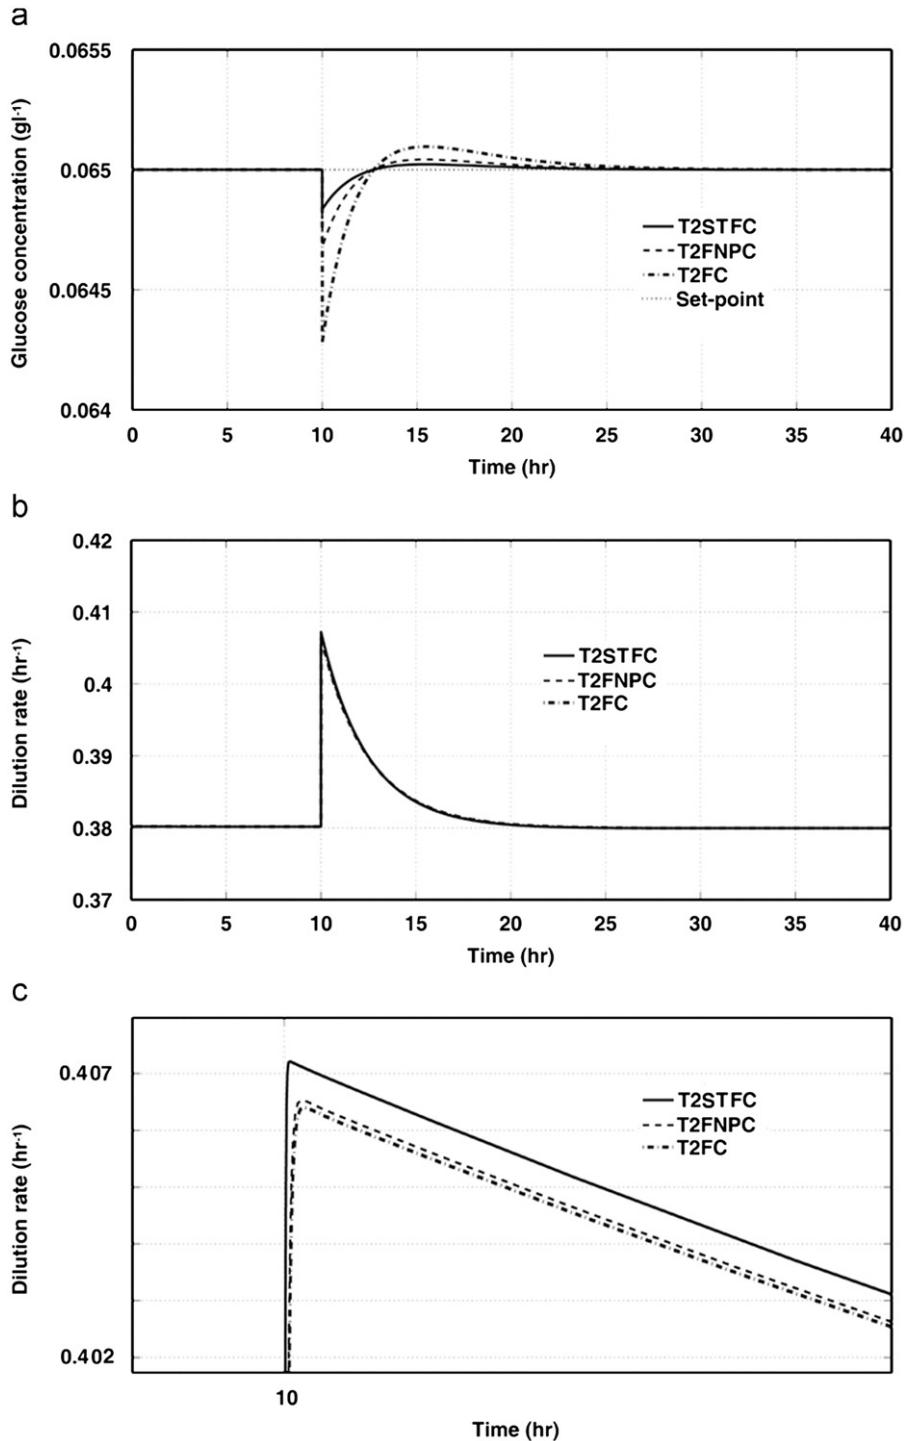 a
0.0655
0.065
0.0645
0.064
Glucose concentration (gl-1)
T2STFC
T2FNPC
T2FC
Set-point
0 5 10 15 20 25 30 35 40
Time (hr)
b
0.42
0.41
0.4
0.39
0.38
0.37
Dilution rate (hr-1)
T2STFC
T2FNPC
T2FC
0 5 10 15 20 25 30 35 40
Time (hr)
c
0.407
0.402
Dilution rate (hr-1)
T2STFC
T2FNPC
T2FC
10
Time (hr)